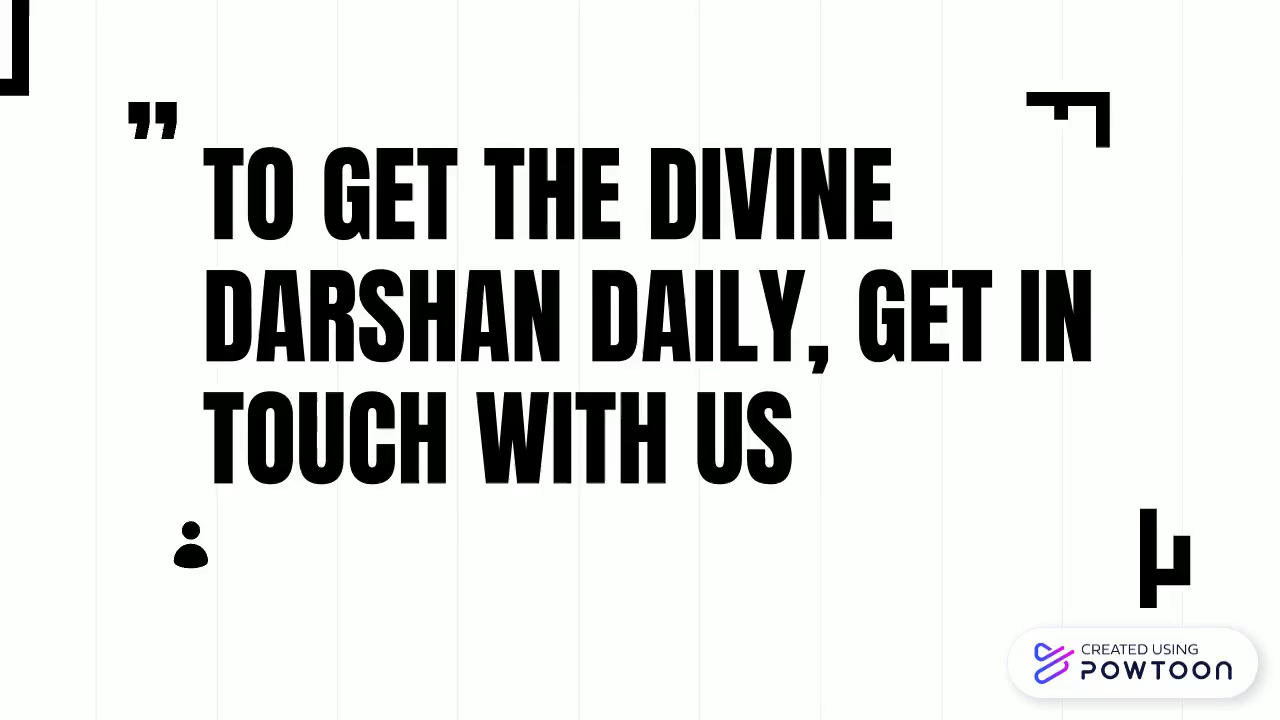 ”
TO GET THE DIVINE
DARSHAN DAILY, GET IN
TOUCH WITH US
CREATED USING
POWTOON